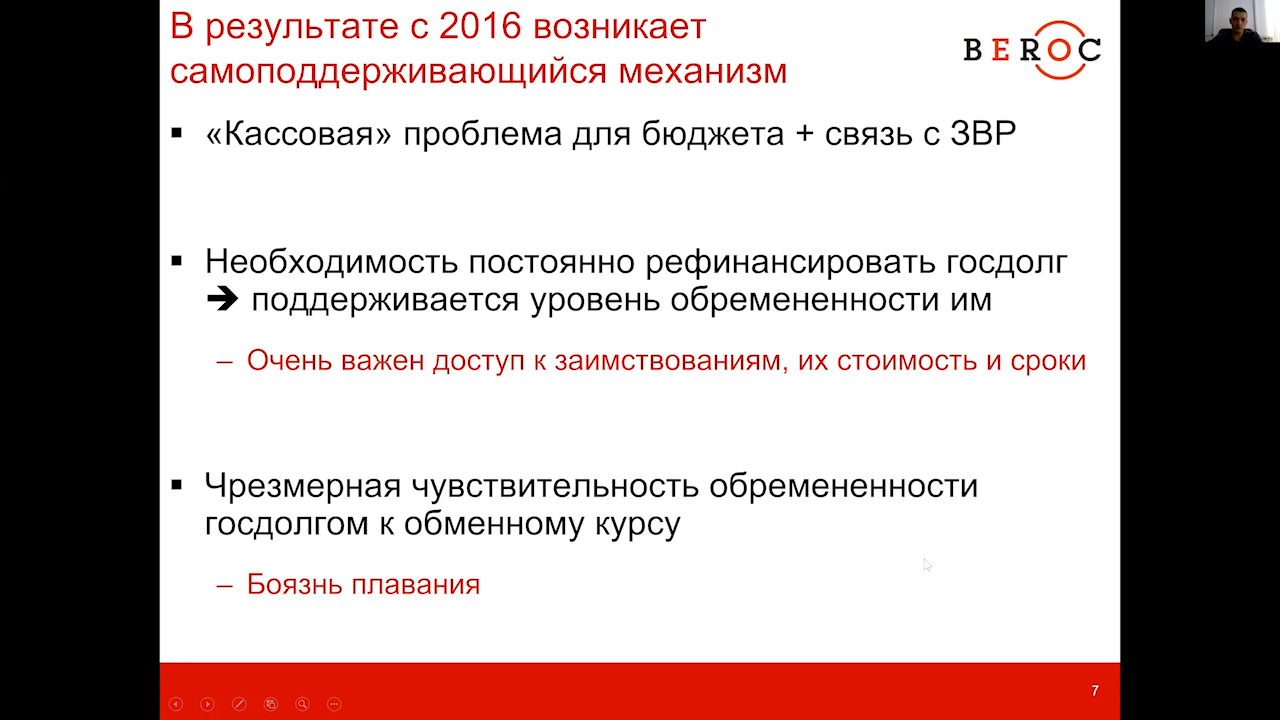 В результате с 2016 возникает
самоподдерживающийся механизм
BEROC
▪ «Кассовая» проблема для бюджета + связь с ЗВР
▪ Необходимость постоянно рефинансировать госдолг
➔ поддерживается уровень обремененности им
– Очень важен доступ к заимствованиям, их стоимость и сроки
▪ Чрезмерная чувствительность обремененности
госдолгом к обменному курсу
– Боязнь плавания
7